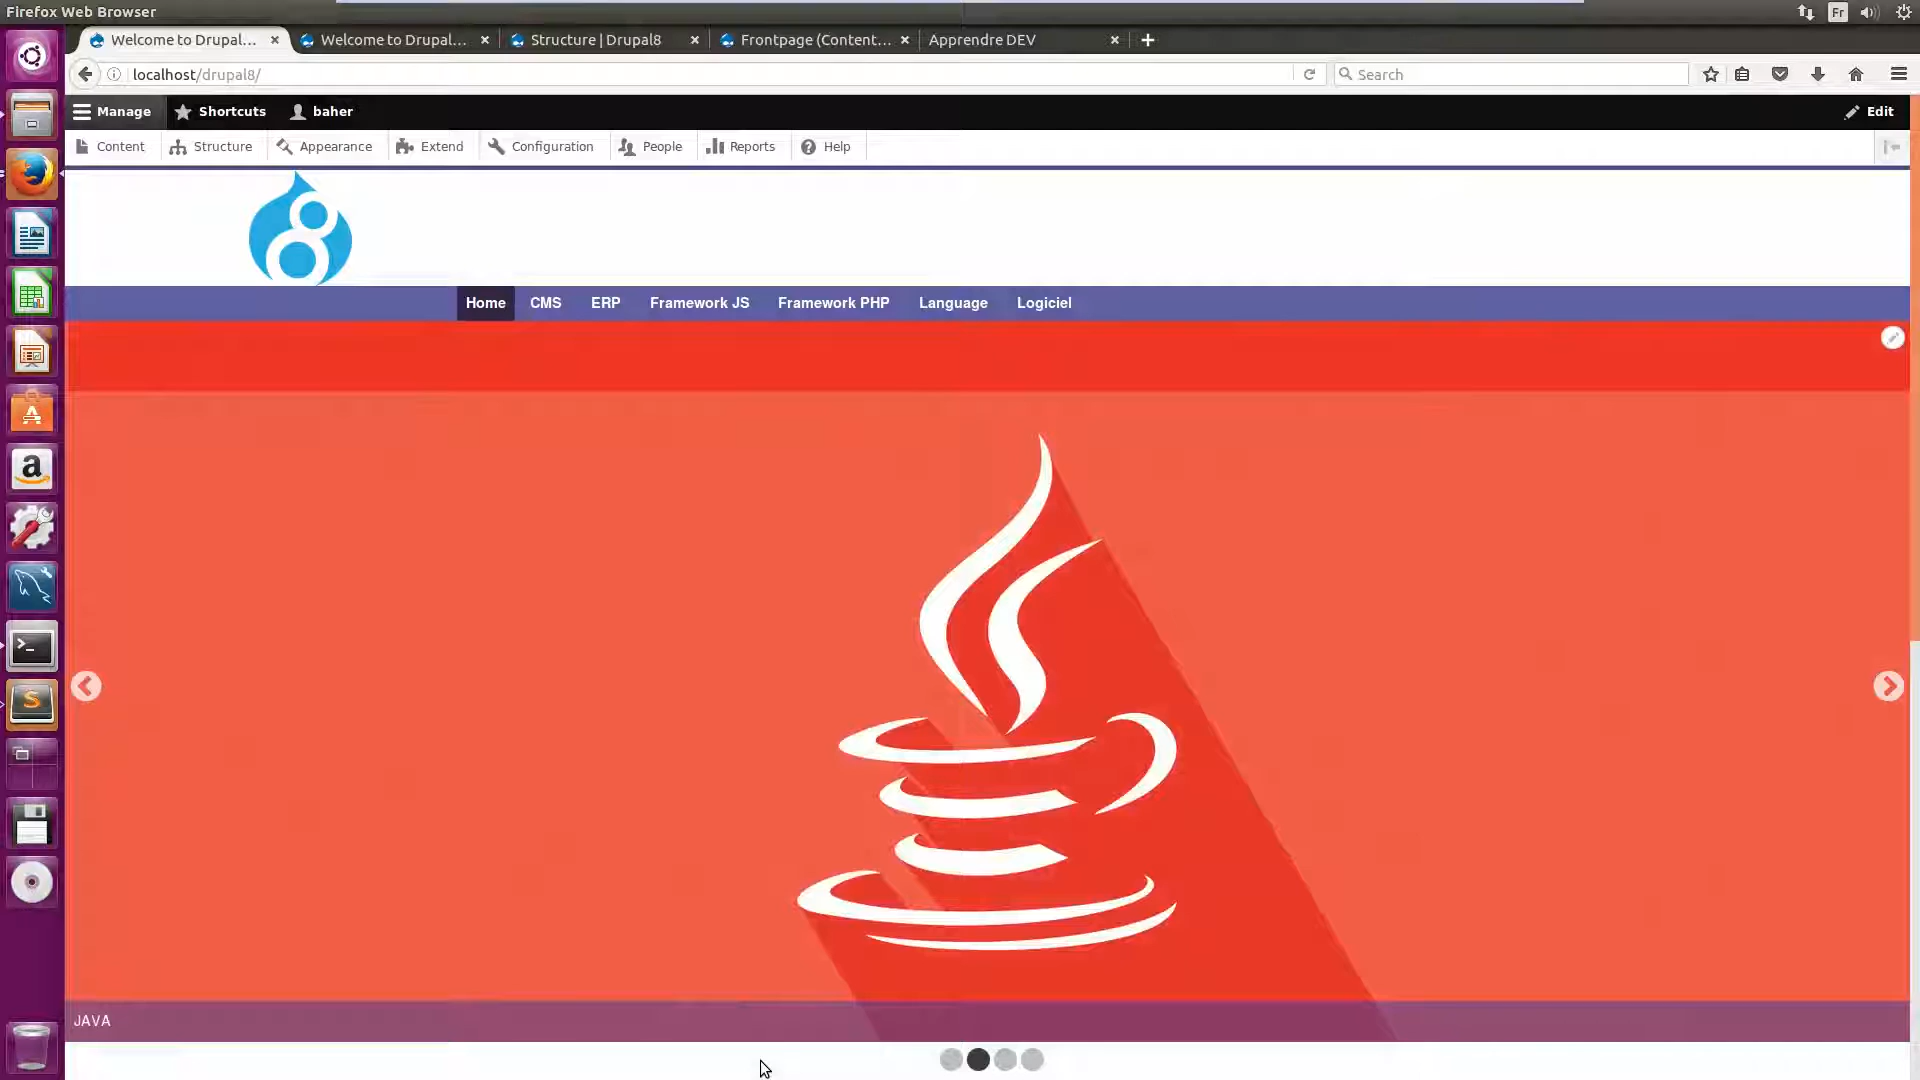 Firefox Web Browser
Fr
Welcome to Drupal...
Welcome to Drupal...
Structure | Drupal8
Frontpage (Content...
Apprendre DEV
localhost/drupal8/
Search
Manage
Shortcuts
baher
Edit
Content
Structure
Appearance
Extend
Configuration
People
Reports
Help
Home
CMS
ERP
Framework JS
Framework PHP
Language
Logiciel
JAVA